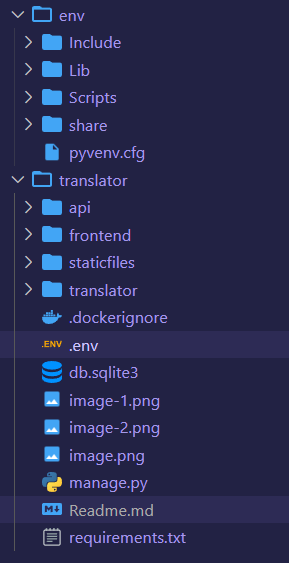 env
Include
Lib
Scripts
share
pyvenv.cfg
translator
api
frontend
staticfiles
translator
.dockerignore
.ENV .env
db.sqlite3
image-1.png
image-2.png
image.png
manage.py
M Readme.md
requirements.txt